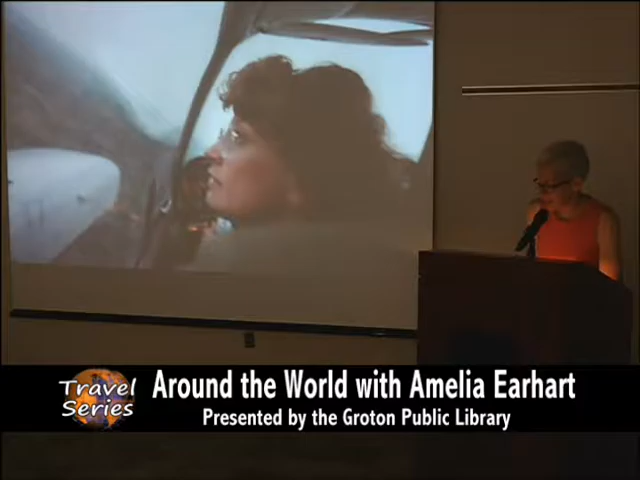 Travel
Series
Around the World with Amelia Earhart
Presented by the Groton Public Library